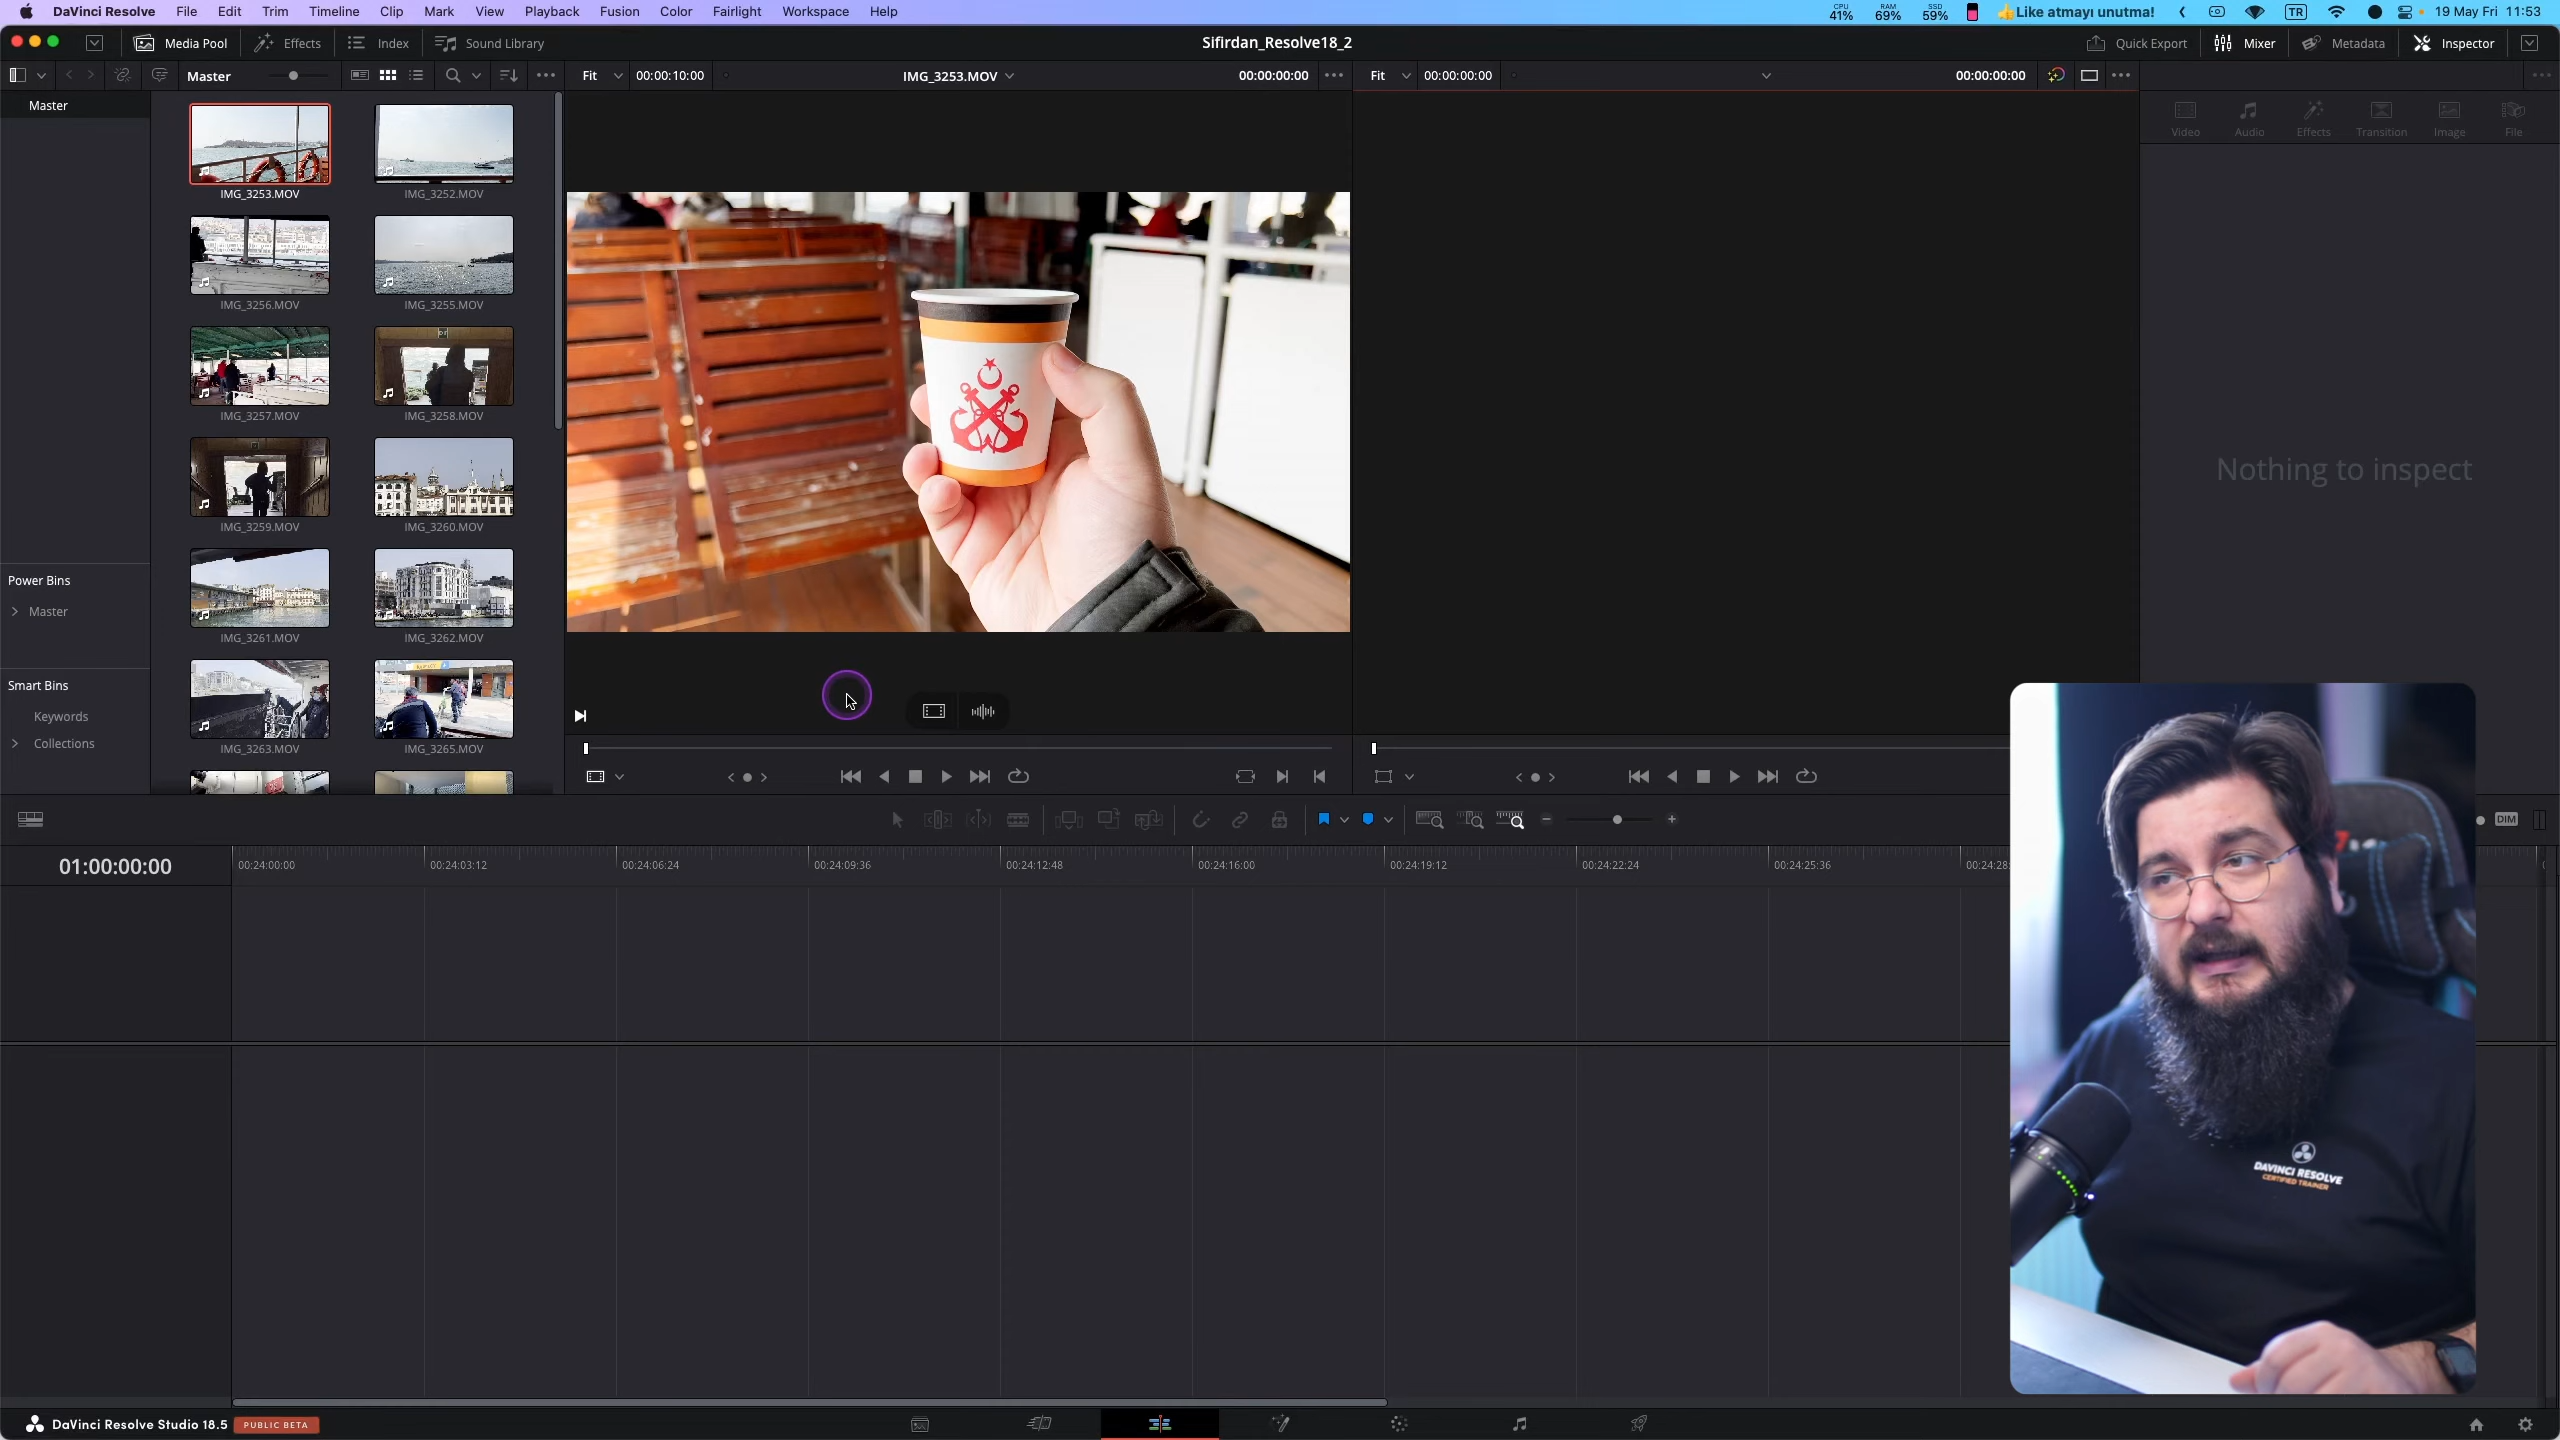 DaVinci Resolve File Edit Trim Timeline Clip Mark View Playback Fusion Color Fairlight Workspace Help
CPU 41% RAM 69% SSD 59% 👍Like atmayı unutma! TR 19 May Fri 11:53
Media Pool Effects Index Sound Library Sifirdan_Resolve18_2 Quick Export Mixer Metadata Inspector
Master Fit 00:00:10:00 IMG_3253.MOV 00:00:00:00 Fit 00:00:00:00 00:00:00:00
Master
Video Audio Effects Transition Image File
IMG_3253.MOV IMG_3252.MOV
IMG_3256.MOV IMG_3255.MOV
IMG_3257.MOV IMG_3258.MOV
Nothing to inspect
IMG_3259.MOV IMG_3260.MOV
Power Bins
Master
IMG_3261.MOV IMG_3262.MOV
Smart Bins
Keywords
Collections
IMG_3263.MOV IMG_3265.MOV
DIM
01:00:00:00 00:24:00:00 00:24:03:12 00:24:06:24 00:24:09:36 00:24:12:48 00:24:16:00 00:24:19:12 00:24:22:24 00:24:25:36 00:24:28:
DAVINCI RESOLVE
CERTIFIED TRAINER
DaVinci Resolve Studio 18.5 PUBLIC BETA